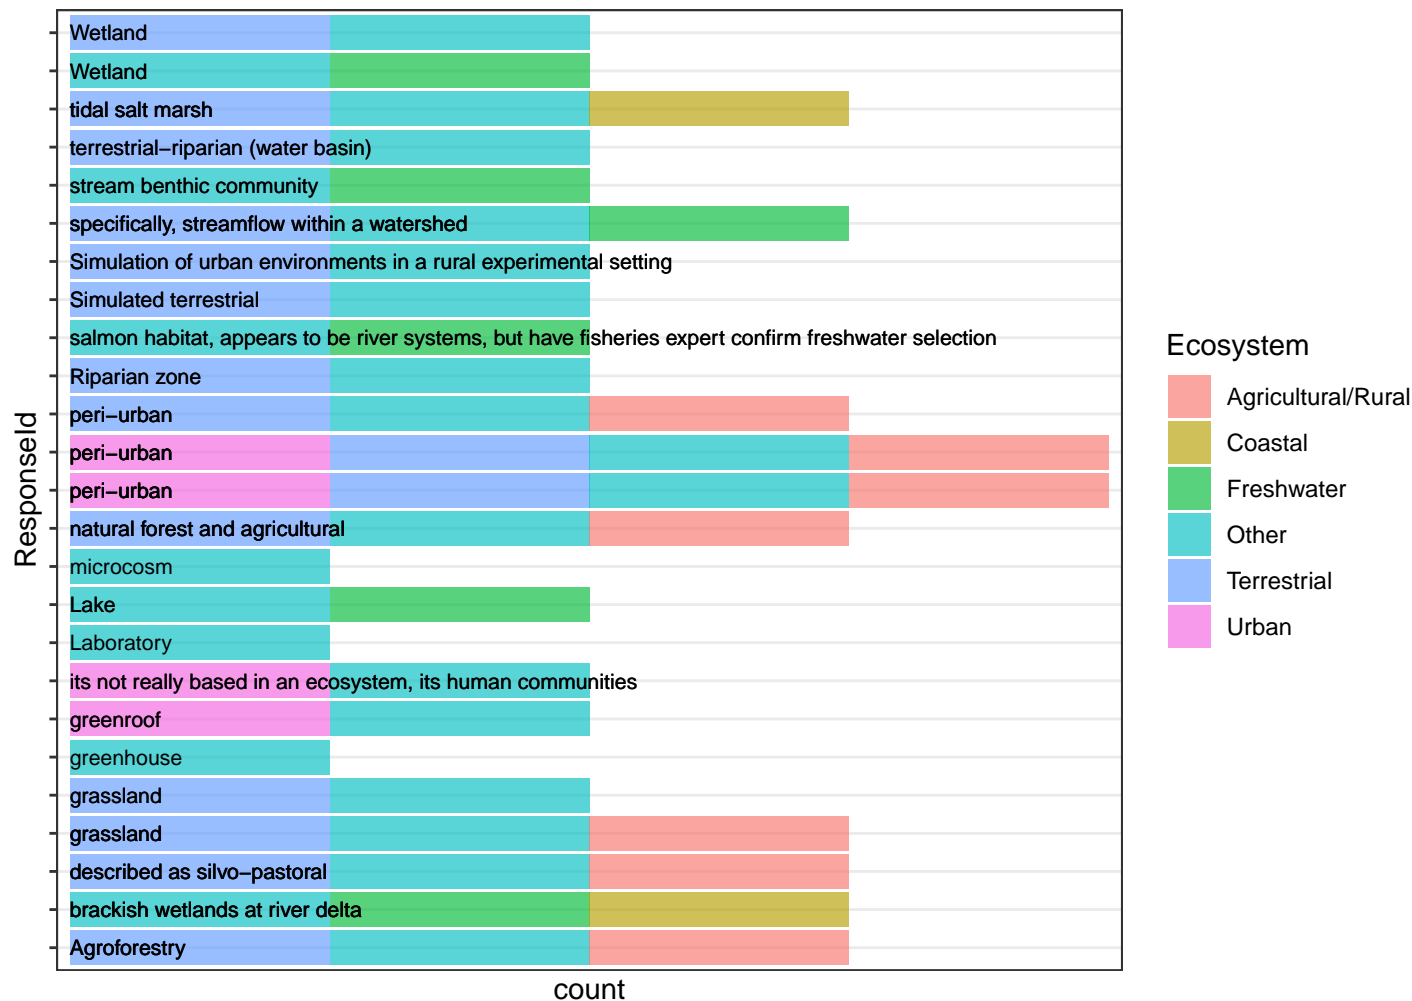 Wetland
Wetland
tidal salt marsh
terrestrial−riparian (water basin)
stream benthic community
specifically, streamflow within a watershed
Simulation of urban environments in a rural experimental setting
Simulated terrestrial
salmon habitat, appears to be river systems, but have fisheries expert confirm freshwater selection
Riparian zone
peri−urban
peri−urban
peri−urban
natural forest and agricultural
microcosm
Lake
Laboratory
its not really based in an ecosystem, its human communities
greenroof
greenhouse
grassland
grassland
described as silvo−pastoral
brackish wetlands at river delta
Agroforestry
ResponseId
count
Ecosystem
Agricultural/Rural
Coastal
Freshwater
Other
Terrestrial
Urban